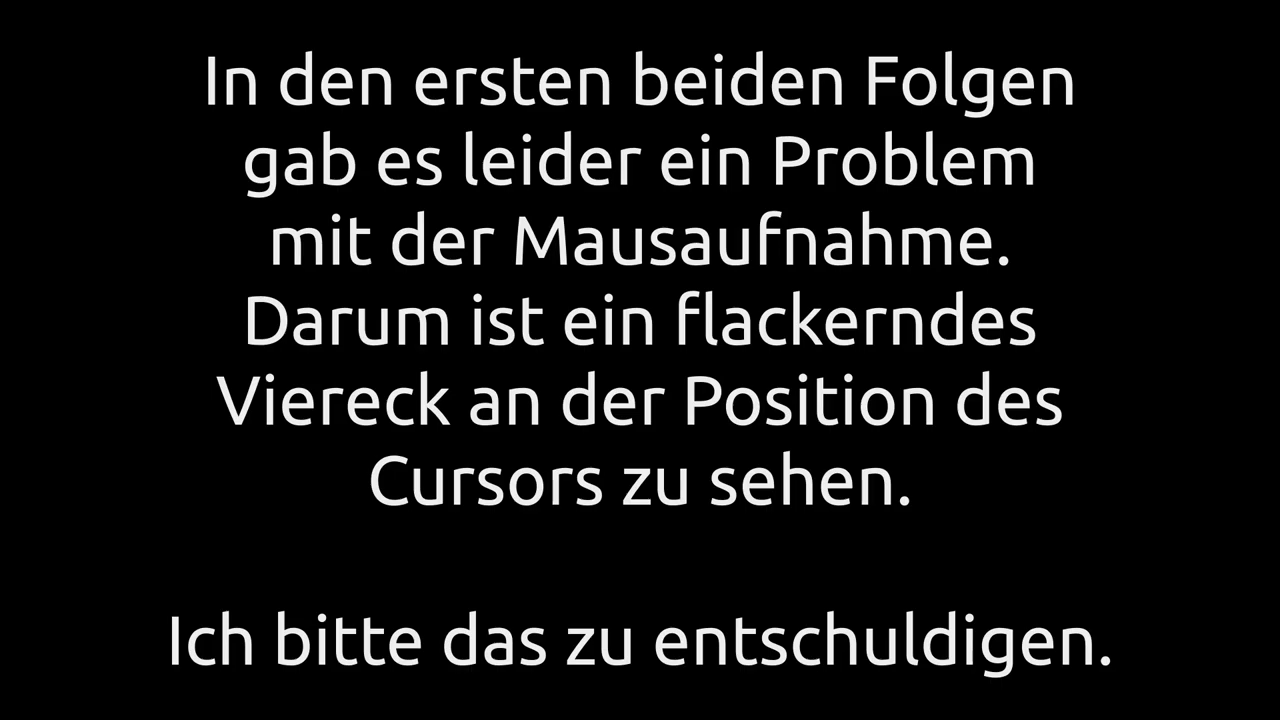 In den ersten beiden Folgen
gab es leider ein Problem
mit der Mausaufnahme.
Darum ist ein flackerndes
Viereck an der Position des
Cursors zu sehen.
Ich bitte das zu entschuldigen.